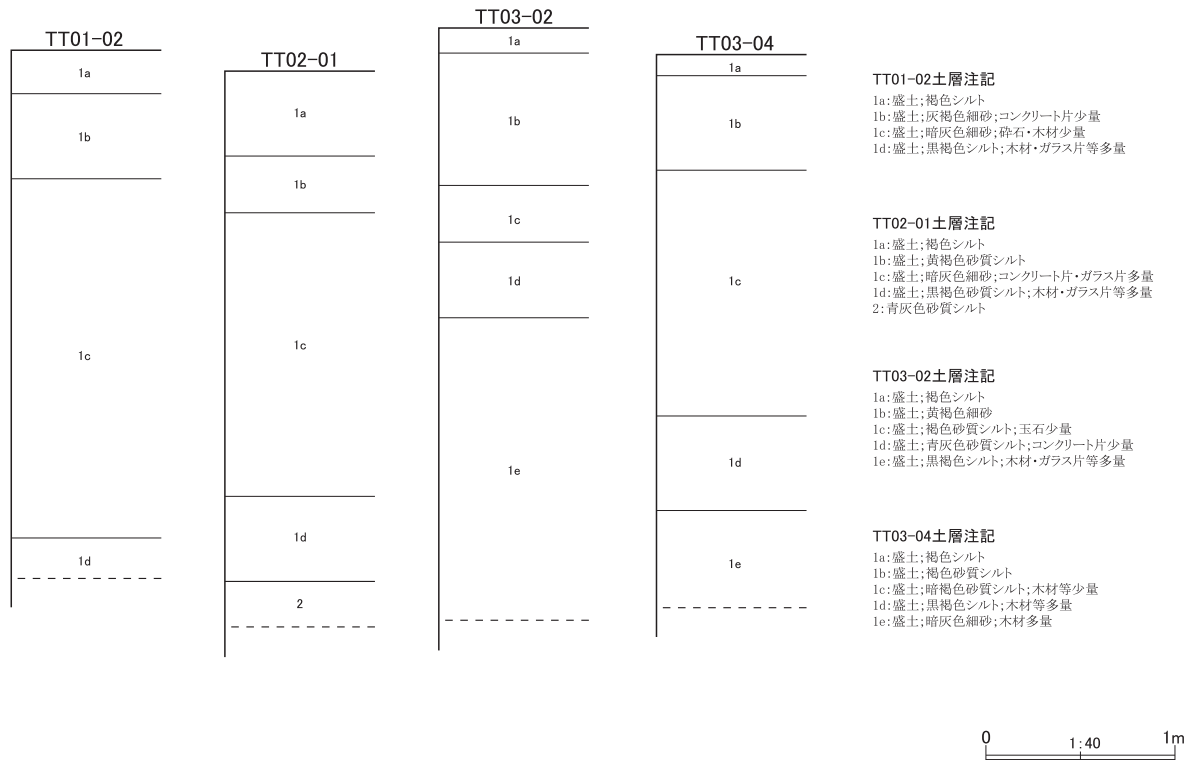 TT01-02
1a
1b
1c
1d
TT02-01
1a
1b
1c
1d
2
TT03-02
1a
1b
1c
1d
1e
TT03-04
1a
1b
1c
1d
1e
TT01-02土層注記
1a:盛土;褐色シルト
1b:盛土;灰褐色細砂;コンクリート片少量
1c:盛土;暗灰色細砂;砕石・木材少量
1d:盛土;黒褐色シルト;木材・ガラス片等多量
TT02-01土層注記
1a:盛土;褐色シルト
1b:盛土;黄褐色砂質シルト
1c:盛土;暗灰色細砂;コンクリート片・ガラス片多量
1d:盛土;黒褐色砂質シルト;木材・ガラス片等多量
2:青灰色砂質シルト
TT03-02土層注記
1a:盛土;褐色シルト
1b:盛土;黄褐色細砂
1c:盛土;褐色砂質シルト;玉石少量
1d:盛土;青灰色砂質シルト;コンクリート片少量
1e:盛土;黒褐色シルト;木材・ガラス片等多量
TT03-04土層注記
1a:盛土;褐色シルト
1b:盛土;褐色砂質シルト
1c:盛土;暗褐色砂質シルト;木材等少量
1d:盛土;黒褐色シルト;木材等多量
1e:盛土;暗灰色細砂;木材多量
0 1:40 1m